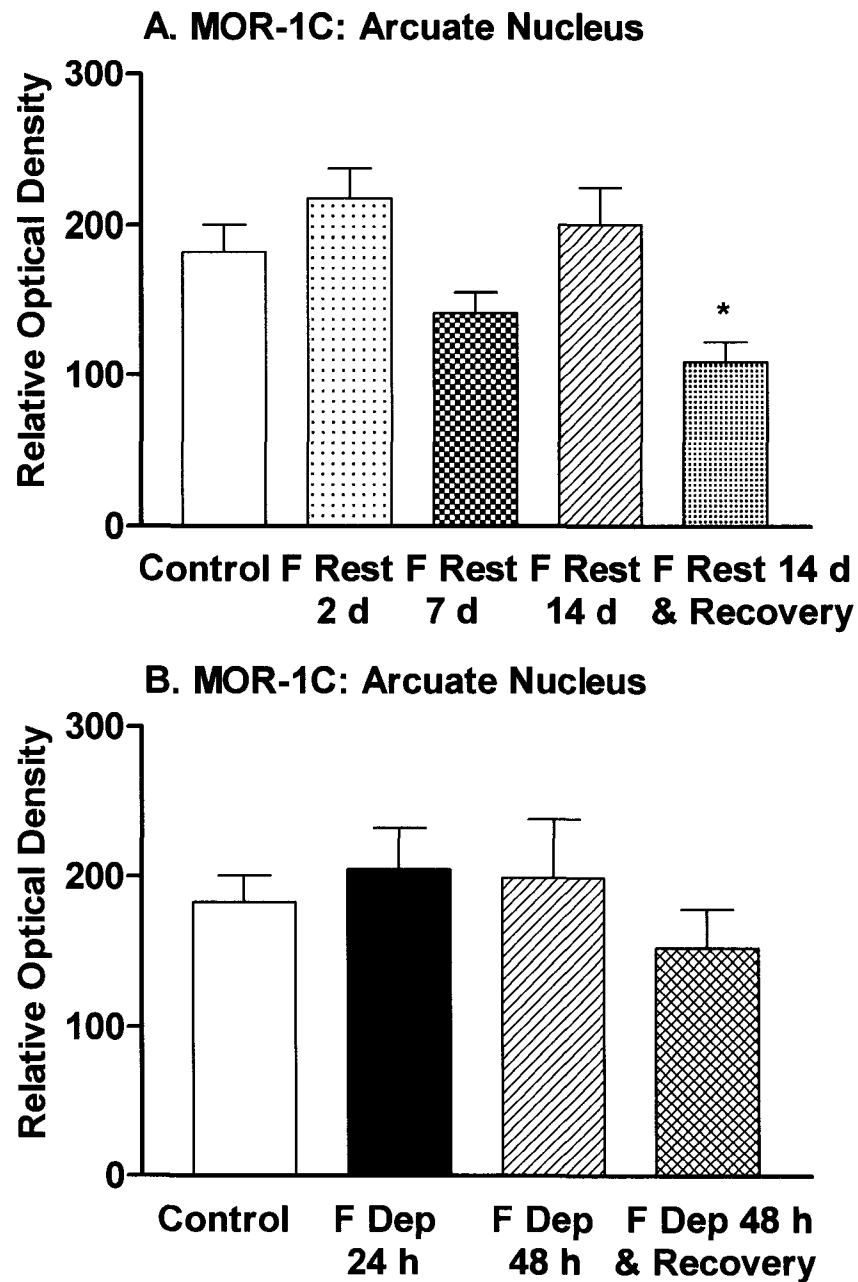 A. MOR-1C: Arcuate Nucleus
Relative Optical Density
300
200
100
0
Control F Rest F Rest F Rest F Rest 14 d
2 d 7 d 14 d & Recovery
*
B. MOR-1C: Arcuate Nucleus
Relative Optical Density
300
200
100
0
Control F Dep F Dep F Dep 48 h
24 h 48 h & Recovery